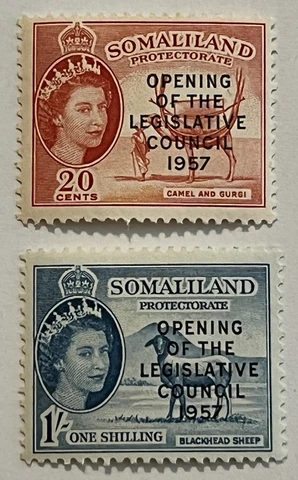 SOMALILAND
PROTECTORATE
OPENING
OF THE
LEGISLATIVE
COUNCIL
1957
20
CENTS
CAMEL AND GURGI
SOMALILAND
PROTECTORATE
OPENING
OF THE
LEGISLATIVE
COUNCIL
1957
1/- ONE SHILLING
BLACKHEAD SHEEP